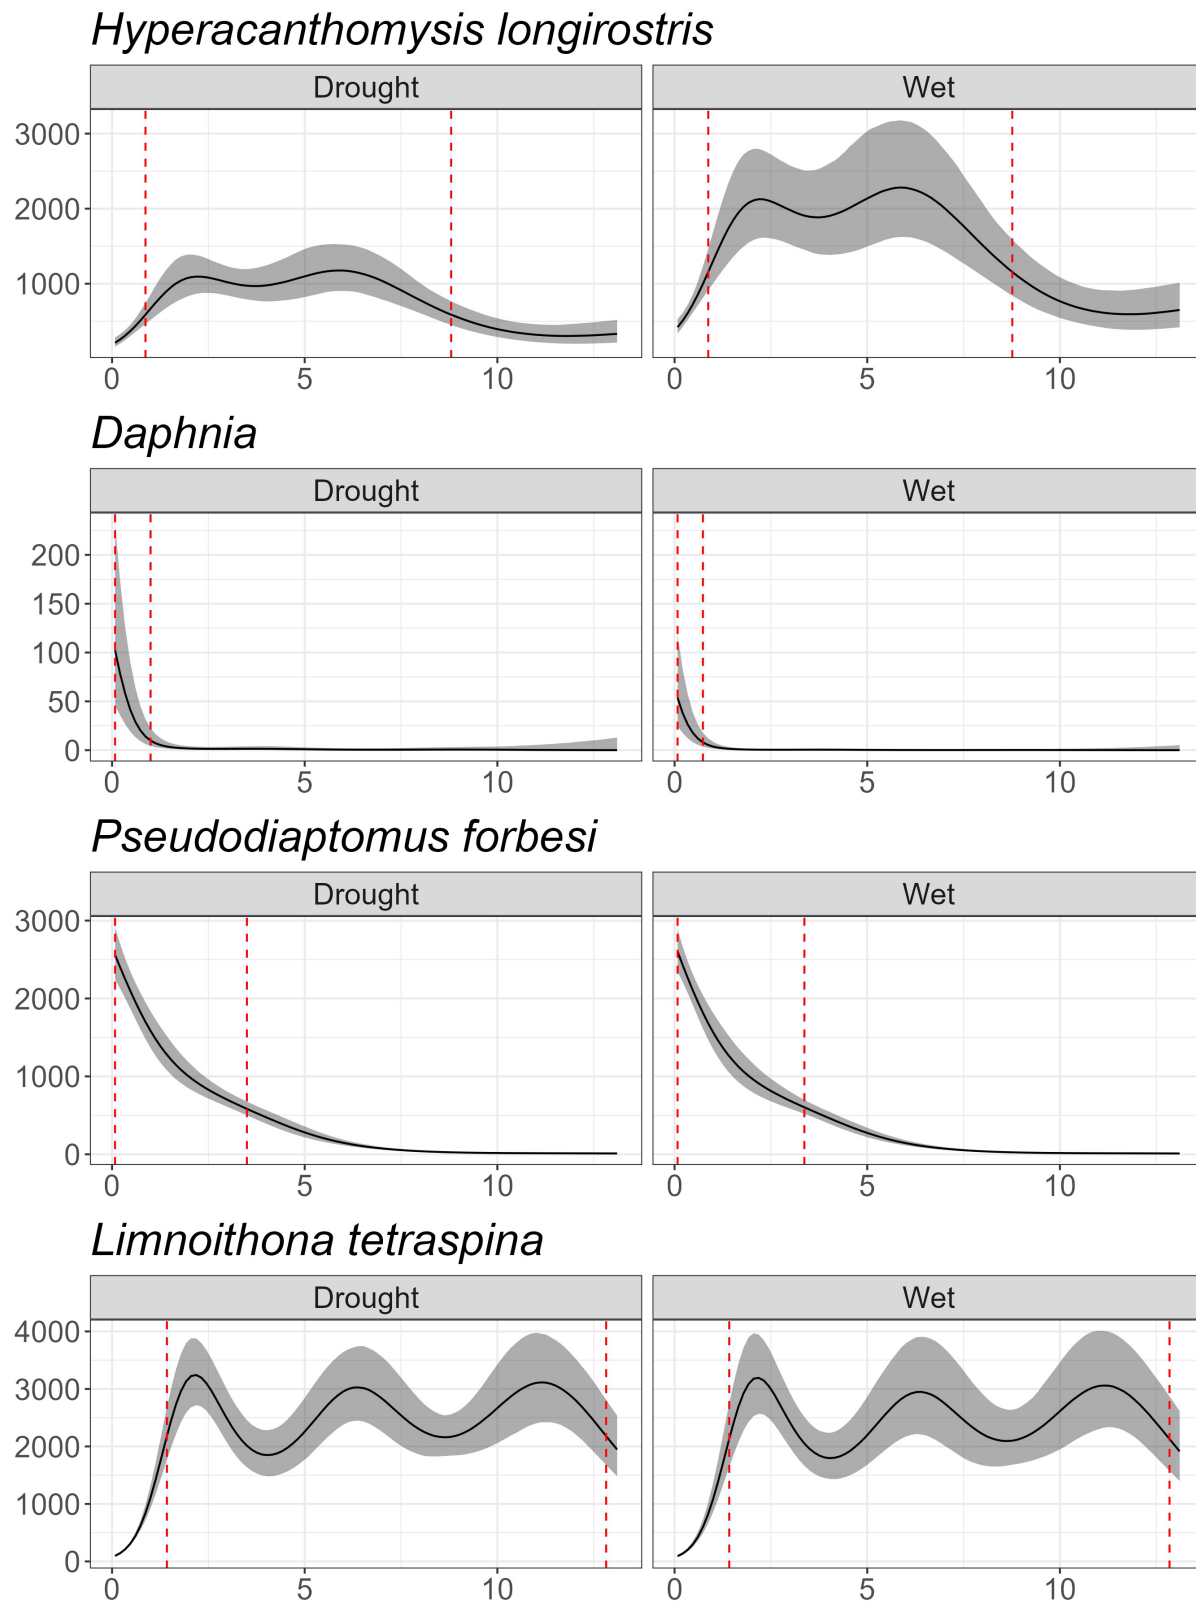 Hyperacanthomysis longirostris
Drought Wet
3000
2000
1000
0 5 10 0 5 10
Daphnia
Drought Wet
200
150
100
50
0
0 5 10 0 5 10
Pseudodiaptomus forbesi
Drought Wet
3000
2000
1000
0
0 5 10 0 5 10
Limnoithona tetraspina
Drought Wet
4000
3000
2000
1000
0
0 5 10 0 5 10